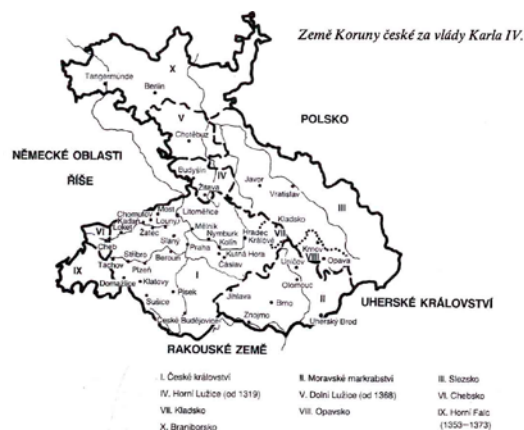 Země Koruny české za vlády Karla IV.
X
Tangermünde
Berlin
POLSKO
V
Chotěbuz
NĚMECKÉ OBLASTI
ŘÍŠE
Budyšín
IV
Žitava
Javor
Vratislav
III
Chomutov
Most
Litoměřice
Kadaň
Louny
Mělník
Kladsko
VI
Loket
Žatec
Nymburk
Hradec
Králové
VII
Cheb
Slaný
Praha
Kolín
Kutná Hora
Krnov
VIII
Opava
IX
Tachov
Stříbro
Beroun
Čáslav
Uničov
Plzeň
I
Olomouc
Domažlice
Klatovy
Písek
Jihlava
Brno
II
Sušice
Znojmo
UHERSKÉ KRÁLOVSTVÍ
České Budějovice
Uherský Brod
RAKOUSKÉ ZEMĚ
I. České království
II. Moravské markrabství
III. Slezsko
IV. Horní Lužice (od 1319)
V. Dolní Lužice (od 1368)
VI. Chebsko
VII. Kladsko
VIII. Opavsko
IX. Horní Falc
(1353–1373)
X. Braniborsko